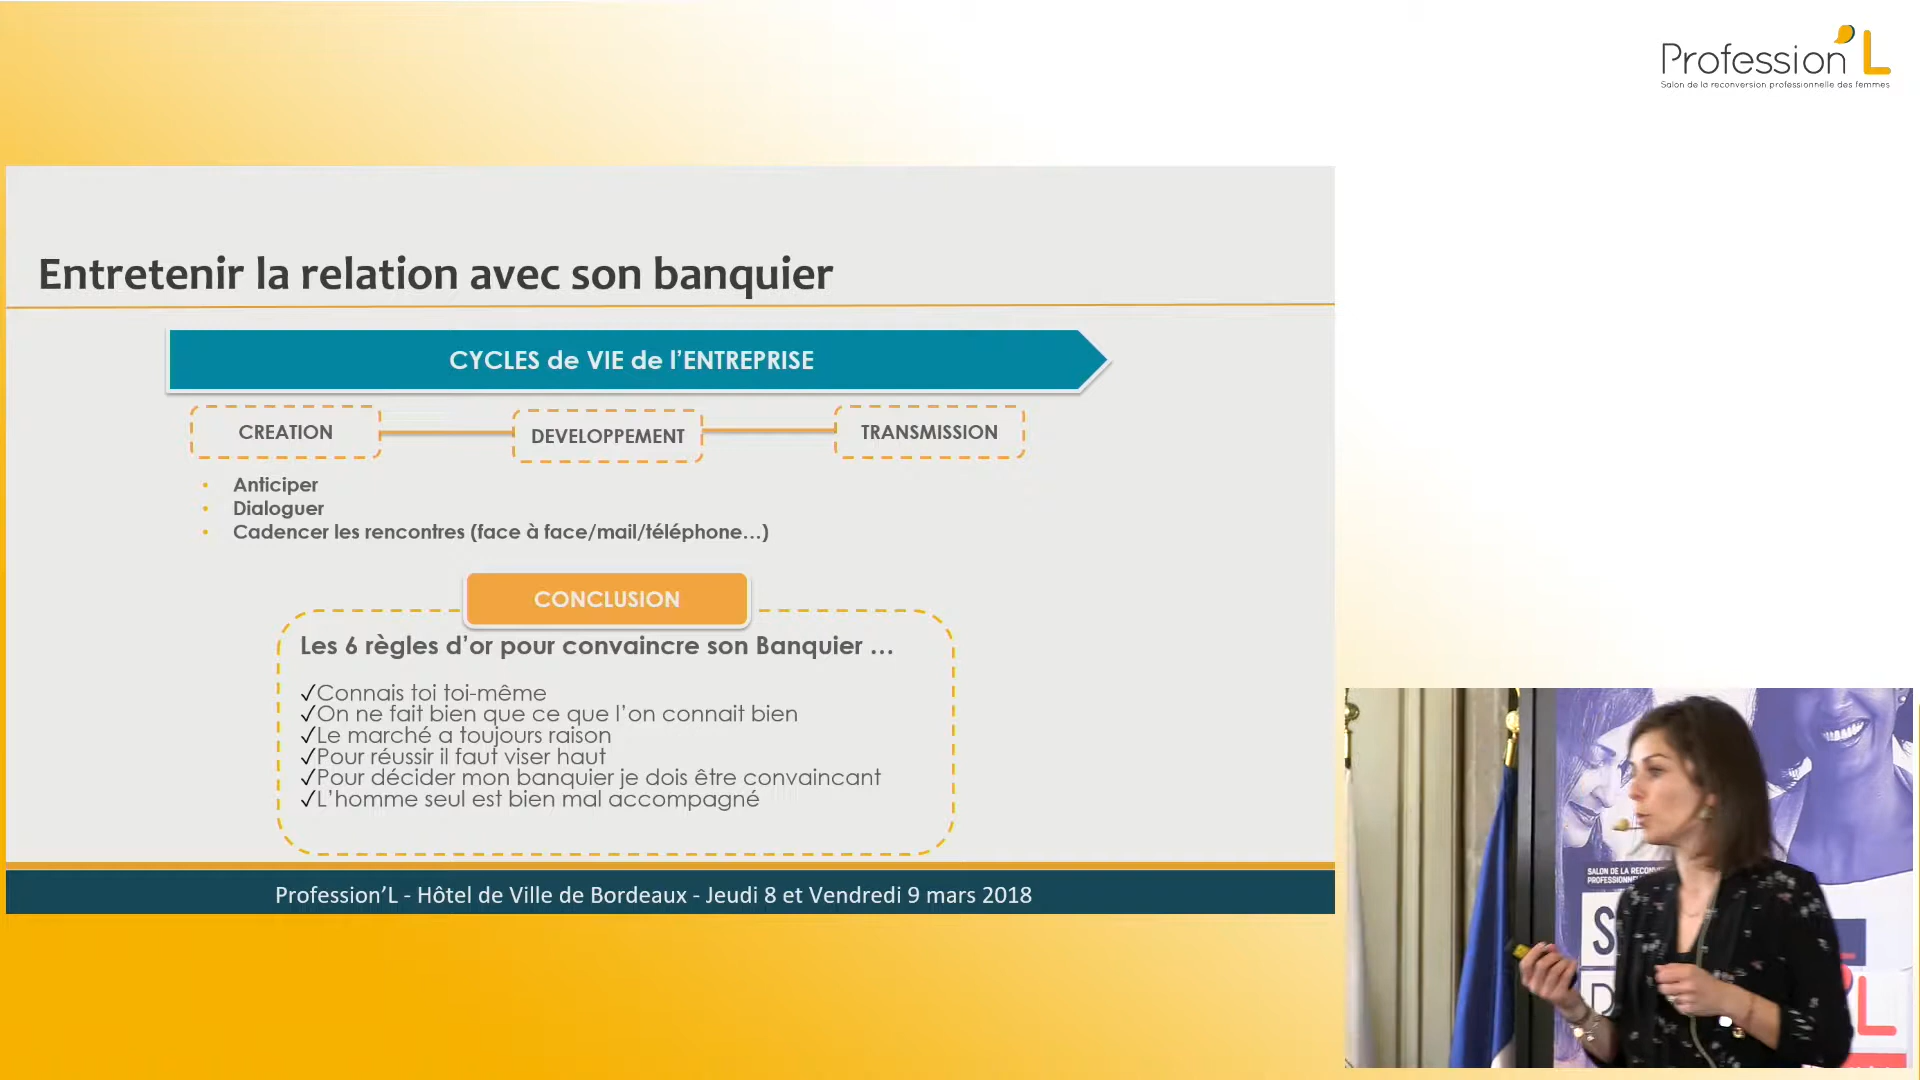 Profession'L
Salon de la reconversion professionnelle des femmes
Entretenir la relation avec son banquier
CYCLES de VIE de l'ENTREPRISE
CREATION
DEVELOPPEMENT
TRANSMISSION
• Anticiper
• Dialoguer
• Cadencer les rencontres (face à face/mail/téléphone...)
CONCLUSION
Les 6 règles d'or pour convaincre son Banquier ...
✓Connais toi toi-même
✓On ne fait bien que ce que l'on connait bien
✓Le marché a toujours raison
✓Pour réussir il faut viser haut
✓Pour décider mon banquier je dois être convaincant
✓L'homme seul est bien mal accompagné
Profession'L - Hôtel de Ville de Bordeaux - Jeudi 8 et Vendredi 9 mars 2018
SALON DE LA